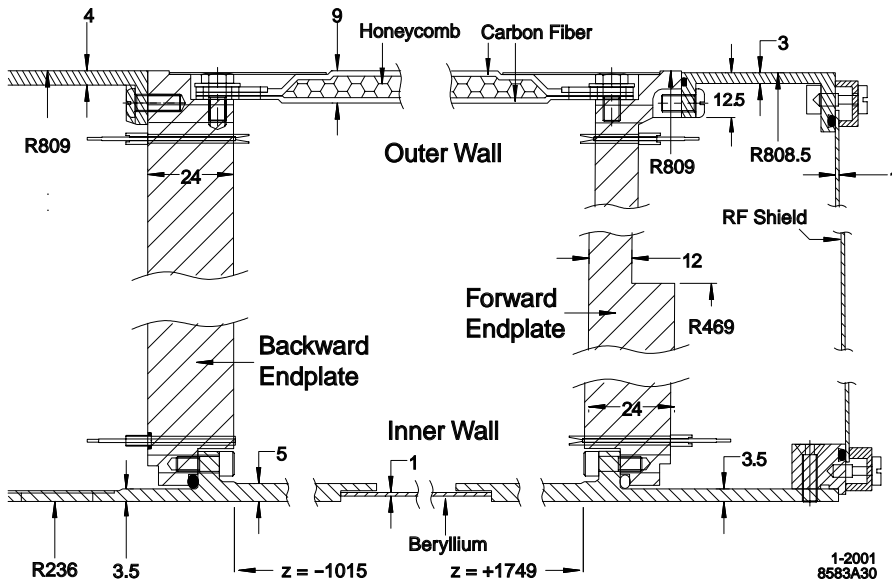 4
9
Honeycomb
Carbon Fiber
3
12.5
R809
Outer Wall
R809
R808.5
24
1
RF Shield
12
Forward
Endplate
R469
Backward
Endplate
24
Inner Wall
5
1
3.5
Beryllium
R236
3.5
z = –1015
z = +1749
1-2001
8583A30